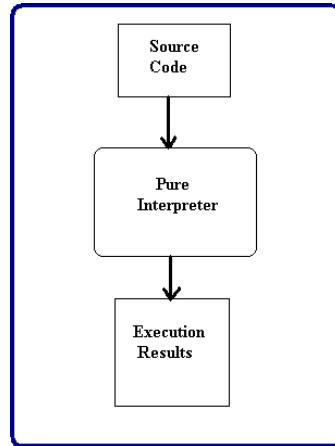 Source
Code
Pure
Interpreter
Execution
Results